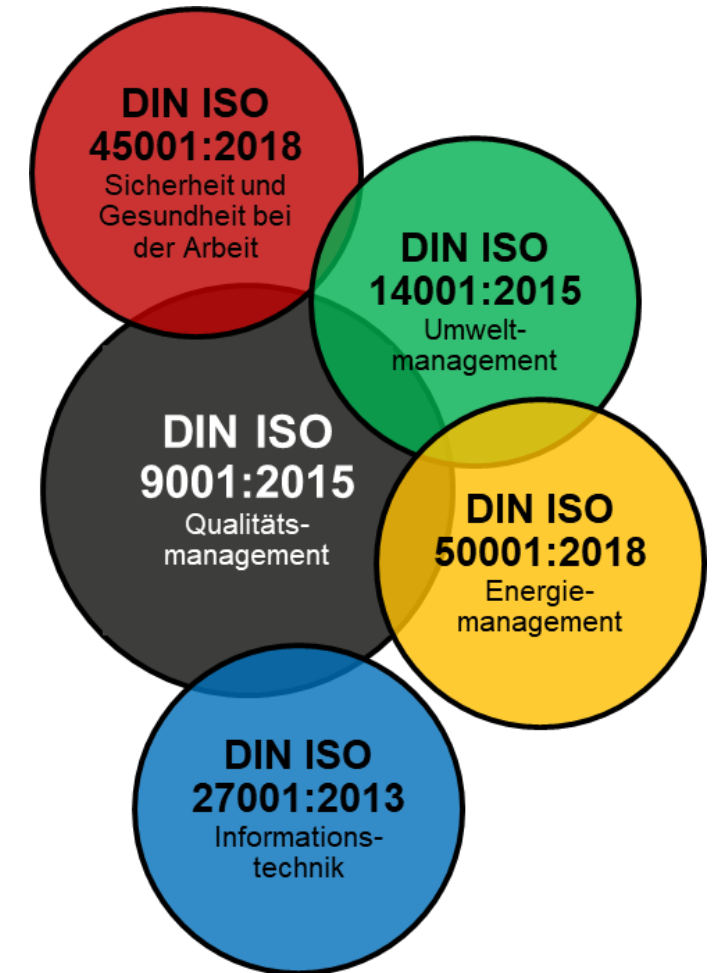 DIN ISO
45001:2018
Sicherheit und
Gesundheit bei
der Arbeit
DIN ISO
14001:2015
Umwelt-
management
DIN ISO
9001:2015
Qualitäts-
management
DIN ISO
50001:2018
Energie-
management
DIN ISO
27001:2013
Informations-
technik